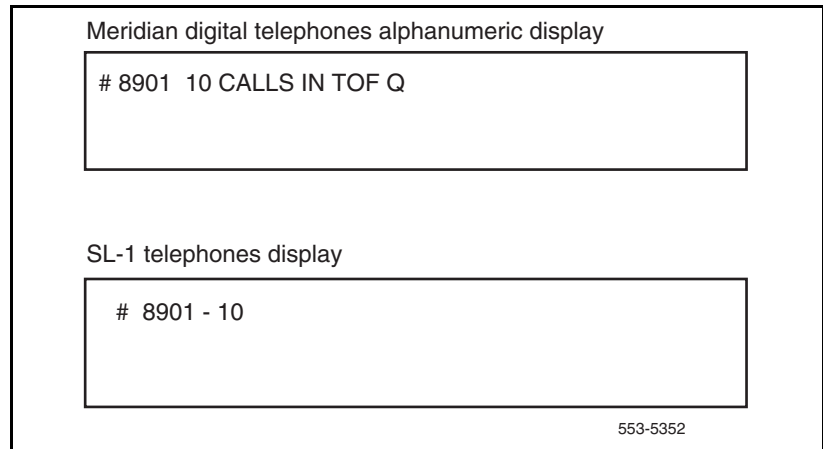 Meridian digital telephones alphanumeric display
# 8901 10 CALLS IN TOF Q
SL-1 telephones display
# 8901 - 10
553-5352